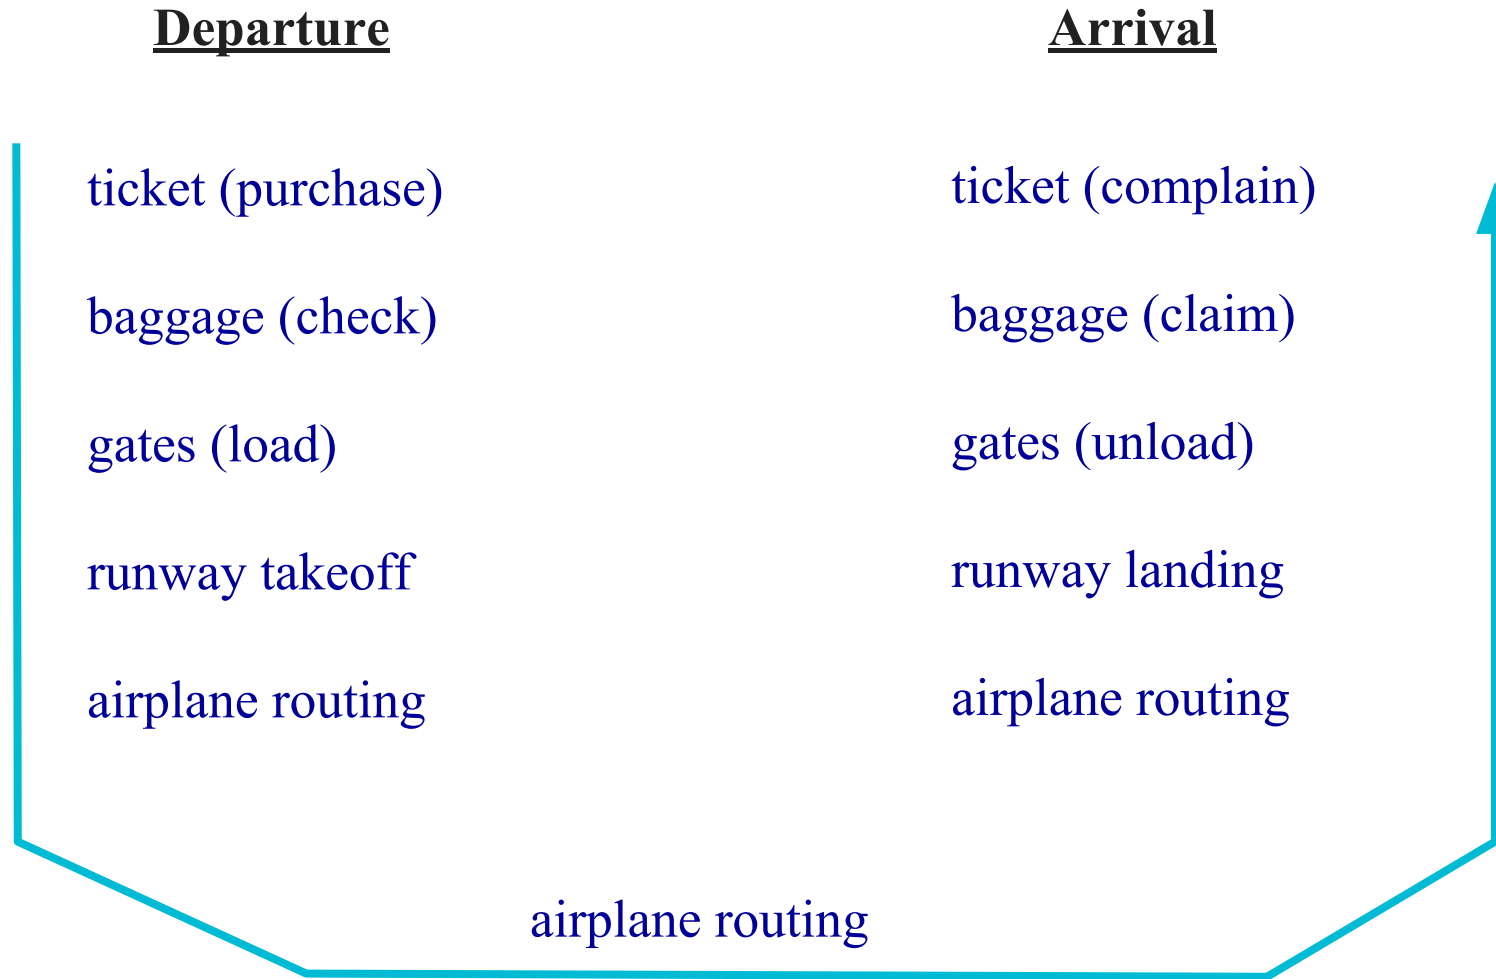 Departure
Arrival
ticket (purchase)
ticket (complain)
baggage (check)
baggage (claim)
gates (load)
gates (unload)
runway takeoff
runway landing
airplane routing
airplane routing
airplane routing